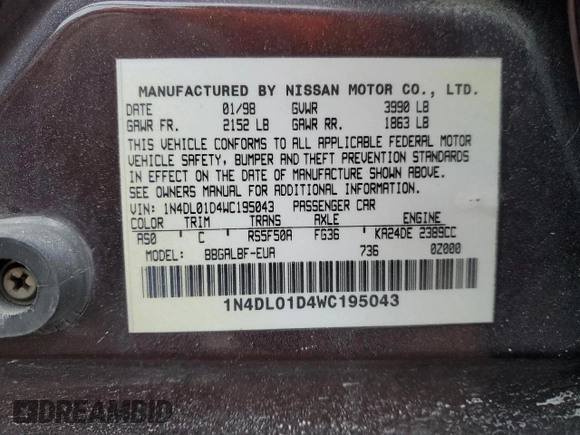 MANUFACTURED BY NISSAN MOTOR CO., LTD.
DATE 01/98 GVWR 3990 LB
GAWR FR. 2152 LB GAWR RR. 1863 LB
THIS VEHICLE CONFORMS TO ALL APPLICABLE FEDERAL MOTOR
VEHICLE SAFETY, BUMPER AND THEFT PREVENTION STANDARDS
IN EFFECT ON THE DATE OF MANUFACTURE SHOWN ABOVE.
SEE OWNERS MANUAL FOR ADDITIONAL INFORMATION.
VIN: 1N4DL01D4WC195043 PASSENGER CAR
COLOR TRIM TRANS AXLE ENGINE
AS0 C RS5F50A FG36 KA24DE 2389CC
MODEL: BBGALBF-EUA 736 0Z000
1N4DL01D4WC195043
DREAMBID